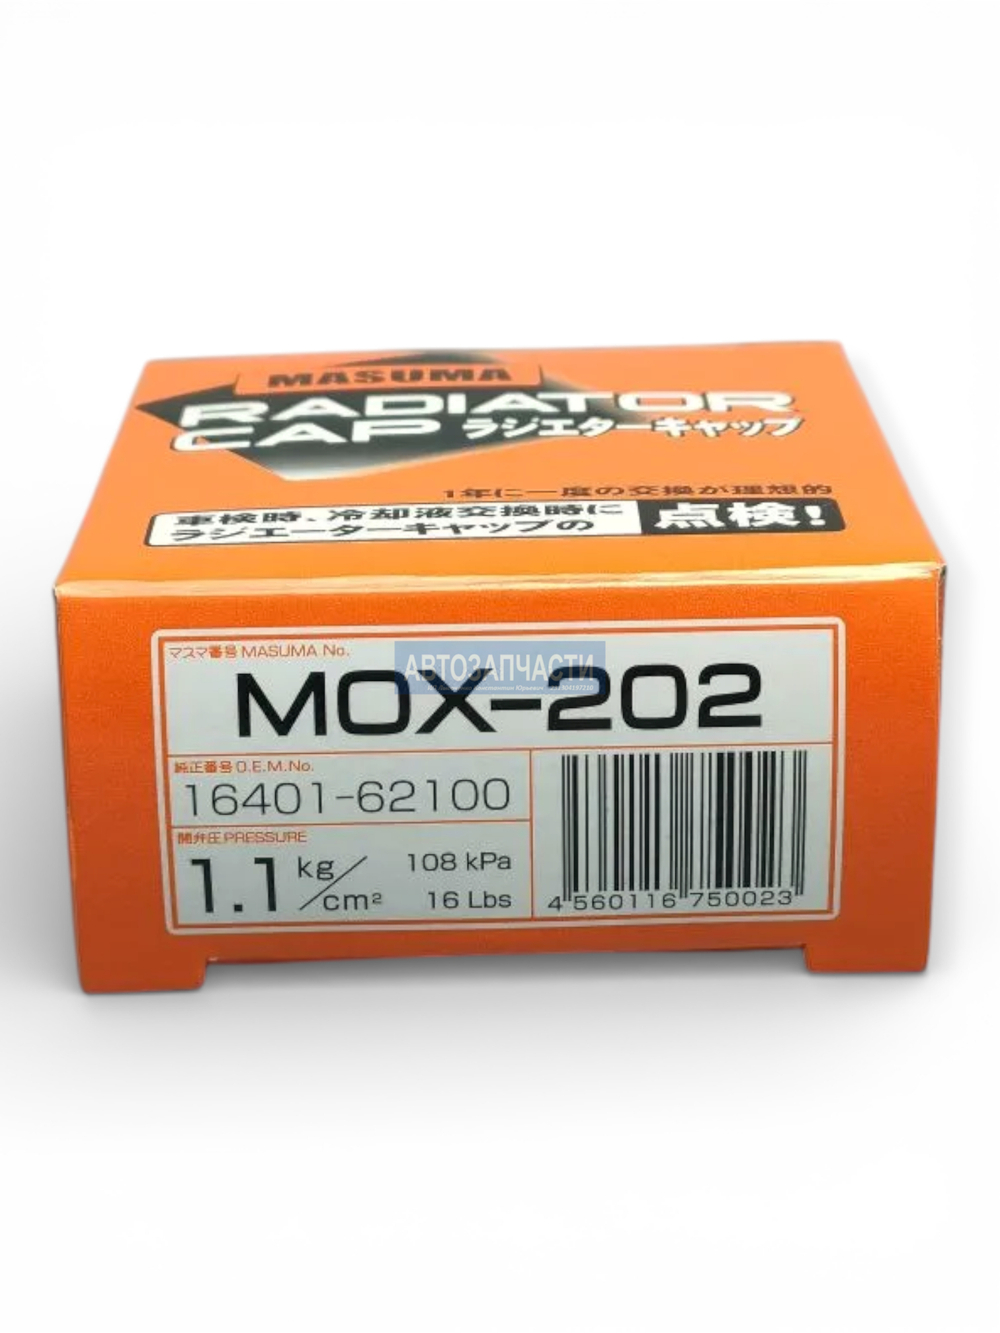 MASUMA
RADIATOR
CAP ラジエターキャップ
1年に一度の交換が理想的
車検時、冷却液交換時に
ラジエーターキャップの
点検!
マスマ番号 MASUMA No.
АВТОЗАПЧАСТИ
MOX-202
純正番号 O.E.M.No.
16401-62100
開弁圧 PRESSURE
1.1 kg/cm²
108 kPa
16 Lbs
4 560116 750023